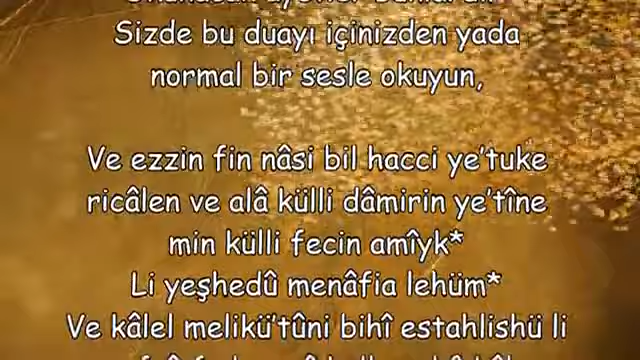 Sizde bu duayı içinizden yada
normal bir sesle okuyun,
Ve ezzin fin nâsi bil hacci ye'tuke
ricâlen ve alâ külli dâmirin ye'tîne
min külli fecin amîyk*
Li yeşhedû menâfia lehüm*
Ve kâlel melikü'tûni bihî estahlishü li